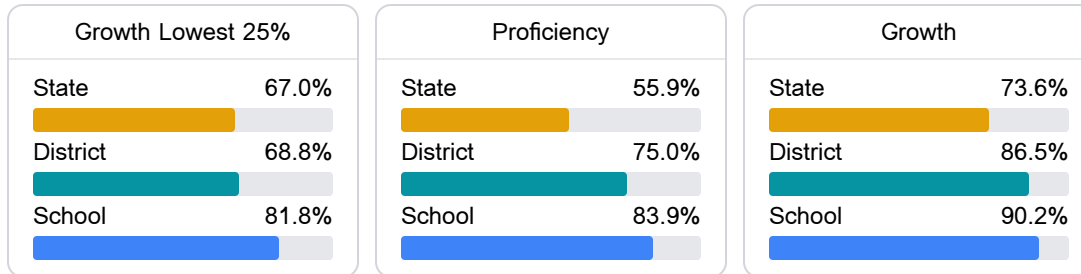 Growth Lowest 25%
State 67.0%
District 68.8%
School 81.8%
Proficiency
State 55.9%
District 75.0%
School 83.9%
Growth
State 73.6%
District 86.5%
School 90.2%